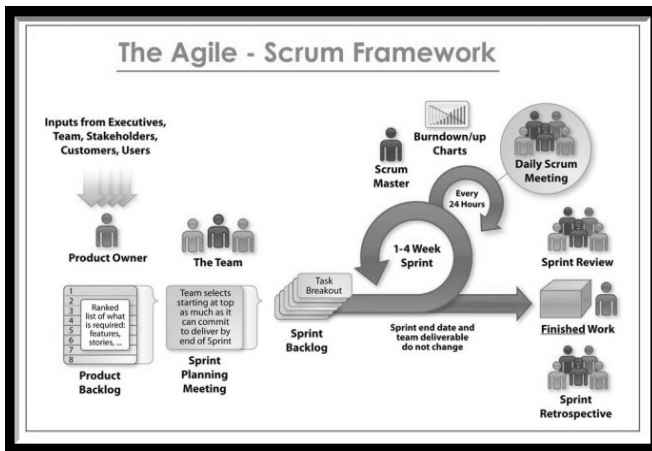 The Agile - Scrum Framework
Inputs from Executives,
Team, Stakeholders,
Customers, Users
Product Owner
The Team
1
2
3
4
5
6
7
8
Ranked
list of what
is required:
features,
stories, ...
Product
Backlog
Team selects
starting at top
as much as it
can commit
to deliver by
end of Sprint
Sprint
Planning
Meeting
Task
Breakout
Sprint
Backlog
Scrum
Master
Burndown/up
Charts
Every
24 Hours
1-4 Week
Sprint
Daily Scrum
Meeting
Sprint end date and
team deliverable
do not change
Sprint Review
Finished Work
Sprint
Retrospective